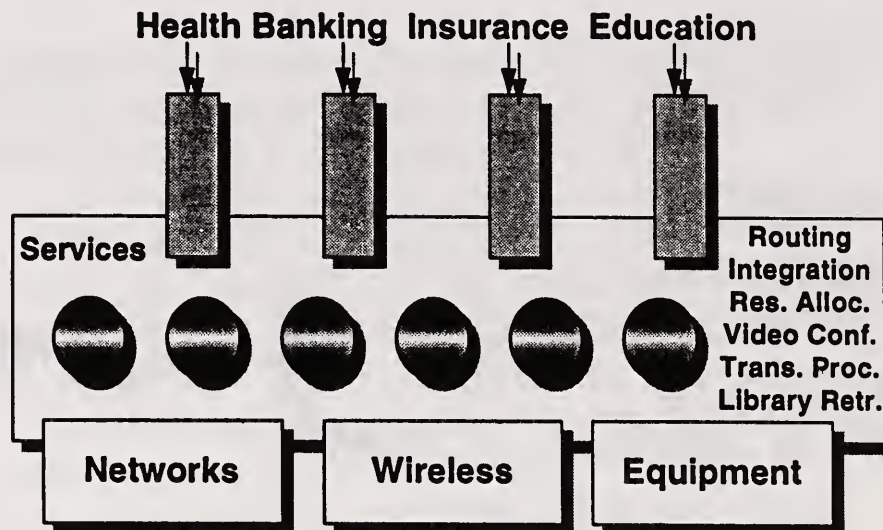 Health Banking Insurance Education
Services
Routing
Integration
Res. Alloc.
Video Conf.
Trans. Proc.
Library Retr.
Networks Wireless Equipment